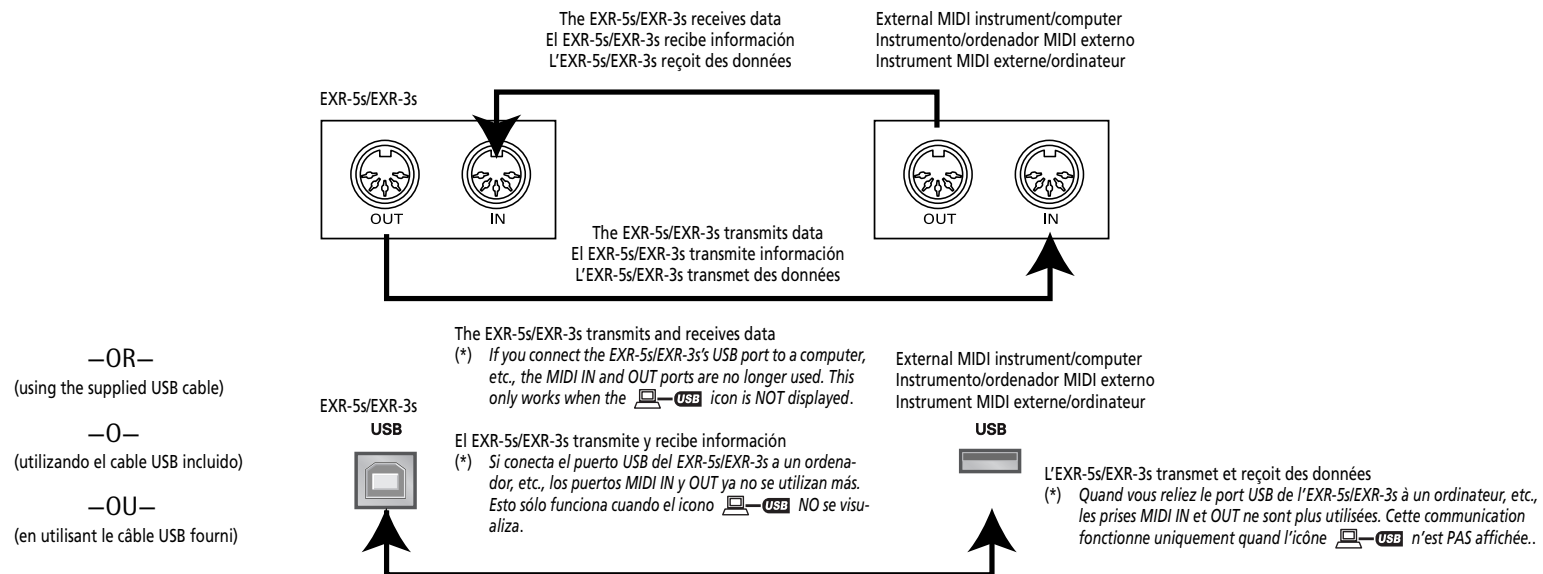 The EXR-5s/EXR-3s receives data
El EXR-5s/EXR-3s recibe información
L'EXR-5s/EXR-3s reçoit des données
External MIDI instrument/computer
Instrumento/ordenador MIDI externo
Instrument MIDI externe/ordinateur
EXR-5s/EXR-3s
OUT
IN
OUT
IN
The EXR-5s/EXR-3s transmits data
El EXR-5s/EXR-3s transmite información
L'EXR-5s/EXR-3s transmet des données
—OR—
(using the supplied USB cable)
—O—
(utilizando el cable USB incluido)
—OU—
(en utilisant le câble USB fourni)
EXR-5s/EXR-3s
USB
The EXR-5s/EXR-3s transmits and receives data
(*) If you connect the EXR-5s/EXR-3s's USB port to a computer,
etc., the MIDI IN and OUT ports are no longer used. This
only works when the USB icon is NOT displayed.
El EXR-5s/EXR-3s transmite y recibe información
(*) Si conecta el puerto USB del EXR-5s/EXR-3s a un ordena-
dor, etc., los puertos MIDI IN y OUT ya no se utilizan más.
Esto sólo funciona cuando el icono USB NO se visu-
aliza.
External MIDI instrument/computer
Instrumento/ordenador MIDI externo
Instrument MIDI externe/ordinateur
USB
L'EXR-5s/EXR-3s transmet et reçoit des données
(*) Quand vous reliez le port USB de l'EXR-5s/EXR-3s à un ordinateur, etc.,
les prises MIDI IN et OUT ne sont plus utilisées. Cette communication
fonctionne uniquement quand l'icône USB n'est PAS affichée..